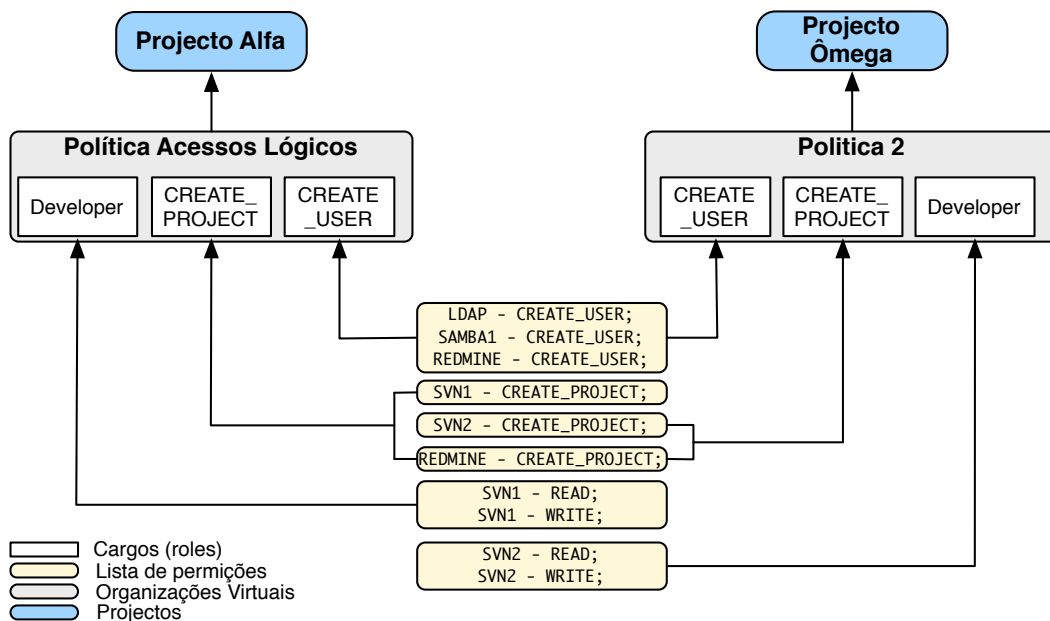 Projecto Alfa
Projecto
Ômega
Política Acessos Lógicos
Politica 2
Developer
CREATE_
PROJECT
CREATE
_USER
CREATE
_USER
CREATE_
PROJECT
Developer
LDAP - CREATE_USER;
SAMBA1 - CREATE_USER;
REDMINE - CREATE_USER;
SVN1 - CREATE_PROJECT;
SVN2 - CREATE_PROJECT;
REDMINE - CREATE_PROJECT;
SVN1 - READ;
SVN1 - WRITE;
SVN2 - READ;
SVN2 - WRITE;
Cargos (roles)
Lista de permições
Organizações Virtuais
Projectos